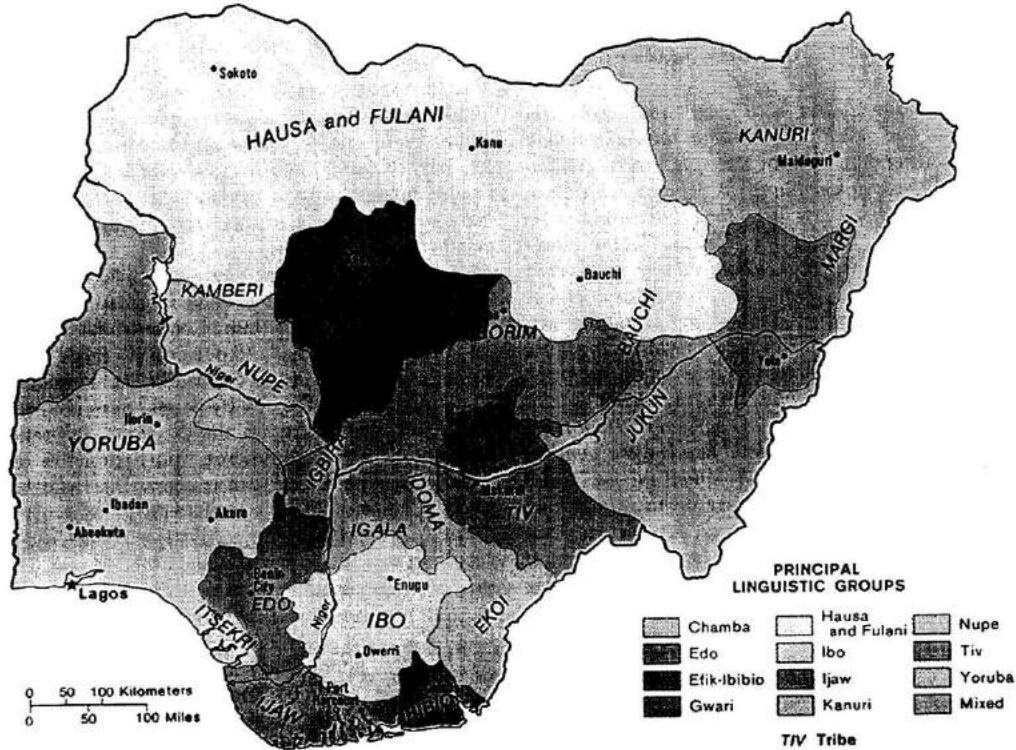 Sokoto
HAUSA and FULANI
Kano
KANURI
Maiduguri
MARGI
Bauchi
KAMBERI
BAUCHI
Niger
NUPE
JUKUN
Ilorin
YORUBA
IDOMA
TIV
Ibadan
Akure
Abeokuta
IGALA
Benin
City
Enugu
EDO
Lagos
Niger
IBO
EKOI
ITSEKRI
Owerri
Port
IJAW
0 50 100 Kilometers
0 50 100 Miles
PRINCIPAL
LINGUISTIC GROUPS
Chamba
Hausa
and Fulani
Nupe
Edo
Ibo
Tiv
Efik-Ibibio
Ijaw
Yoruba
Gwari
Kanuri
Mixed
TIV Tribe